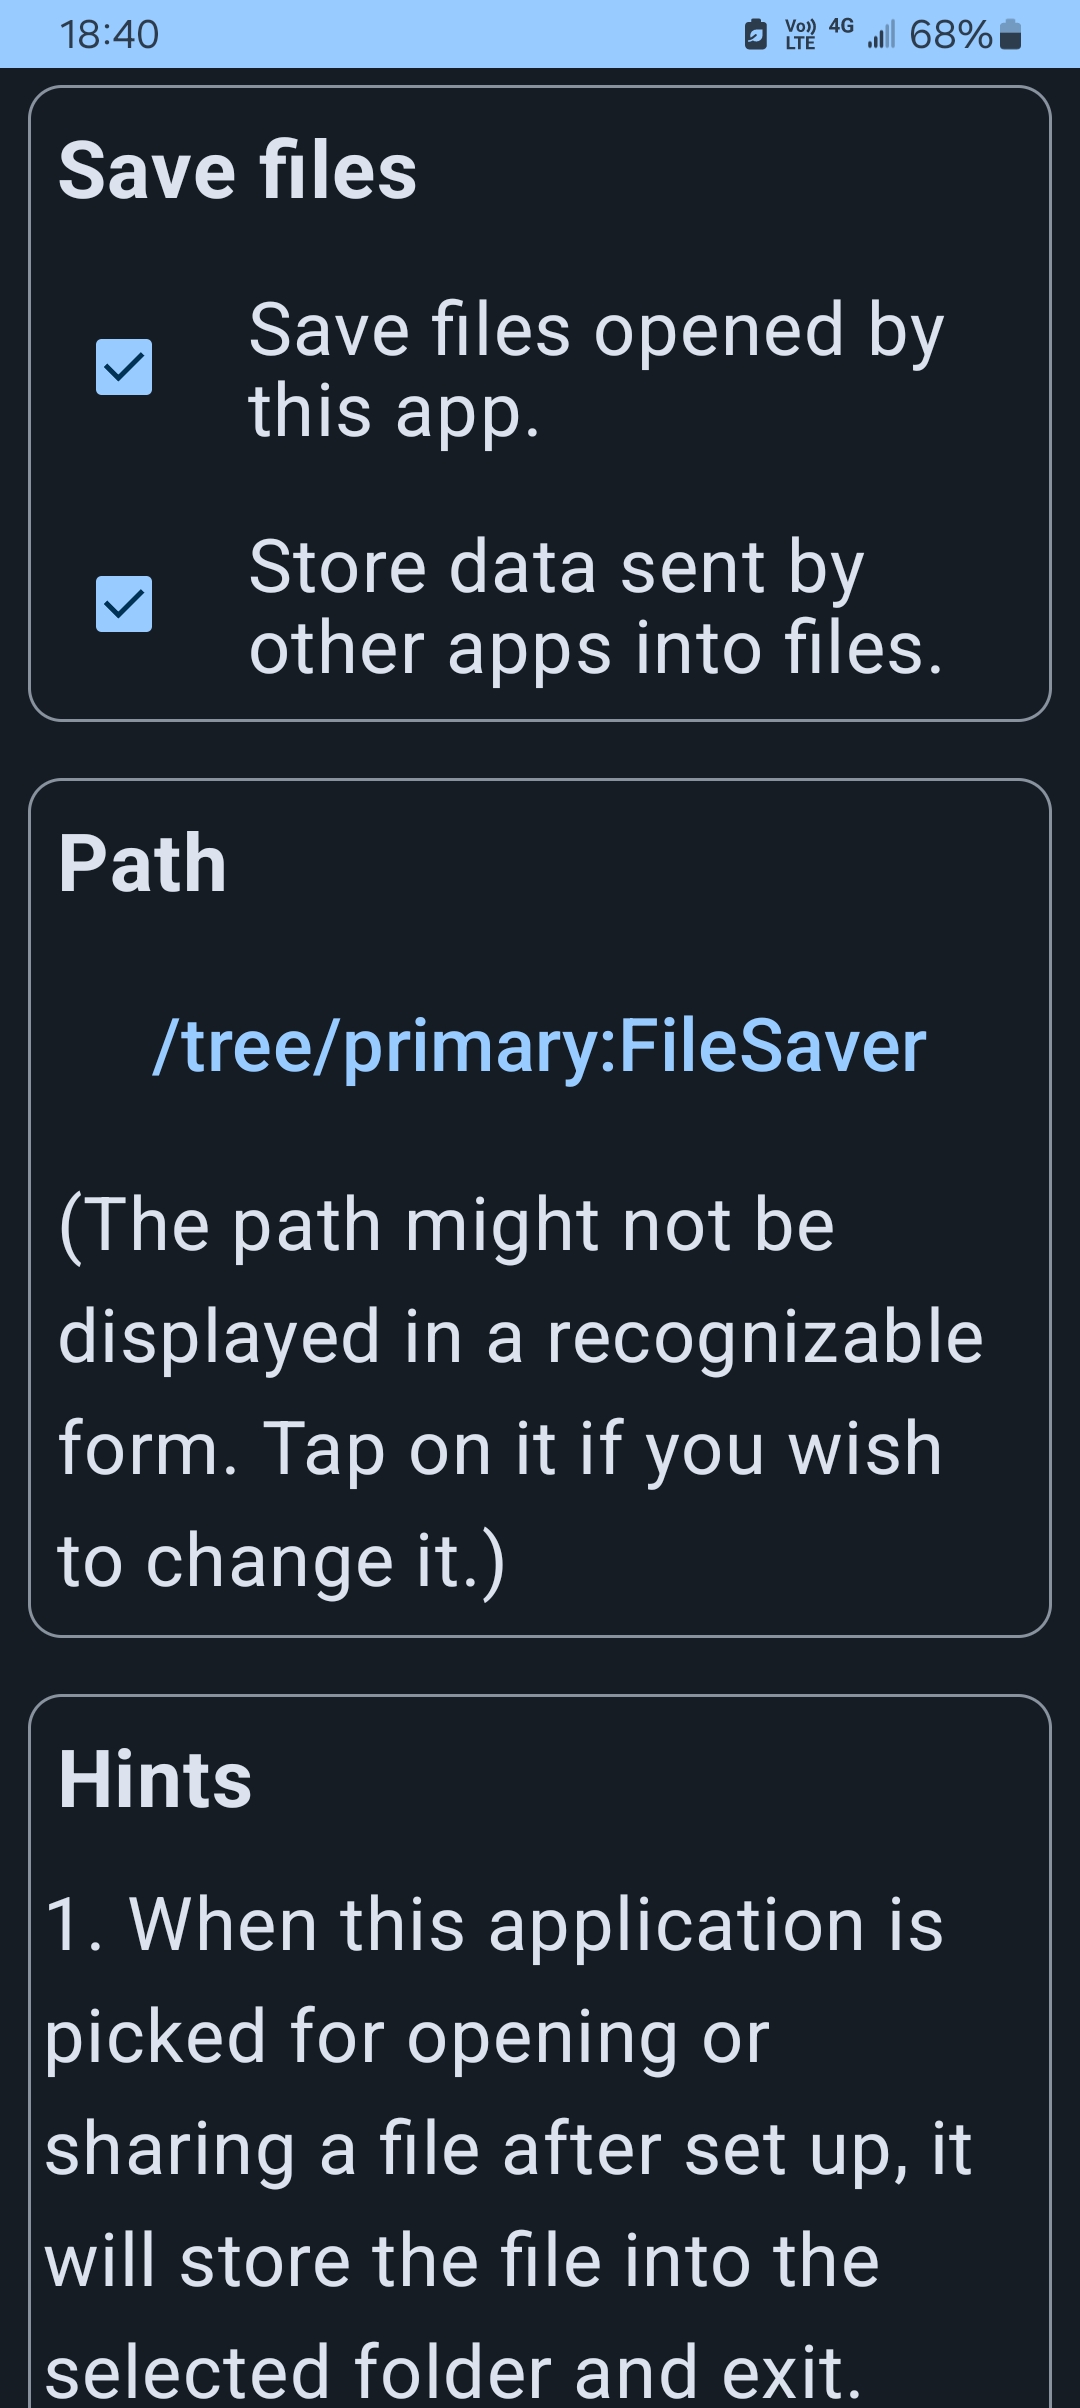 18:40 Vo)) LTE 4G 68%
Save files
Save files opened by
this app.
Store data sent by
other apps into files.
Path
/tree/primary:FileSaver
(The path might not be
displayed in a recognizable
form. Tap on it if you wish
to change it.)
Hints
1. When this application is
picked for opening or
sharing a file after set up, it
will store the file into the
selected folder and exit.